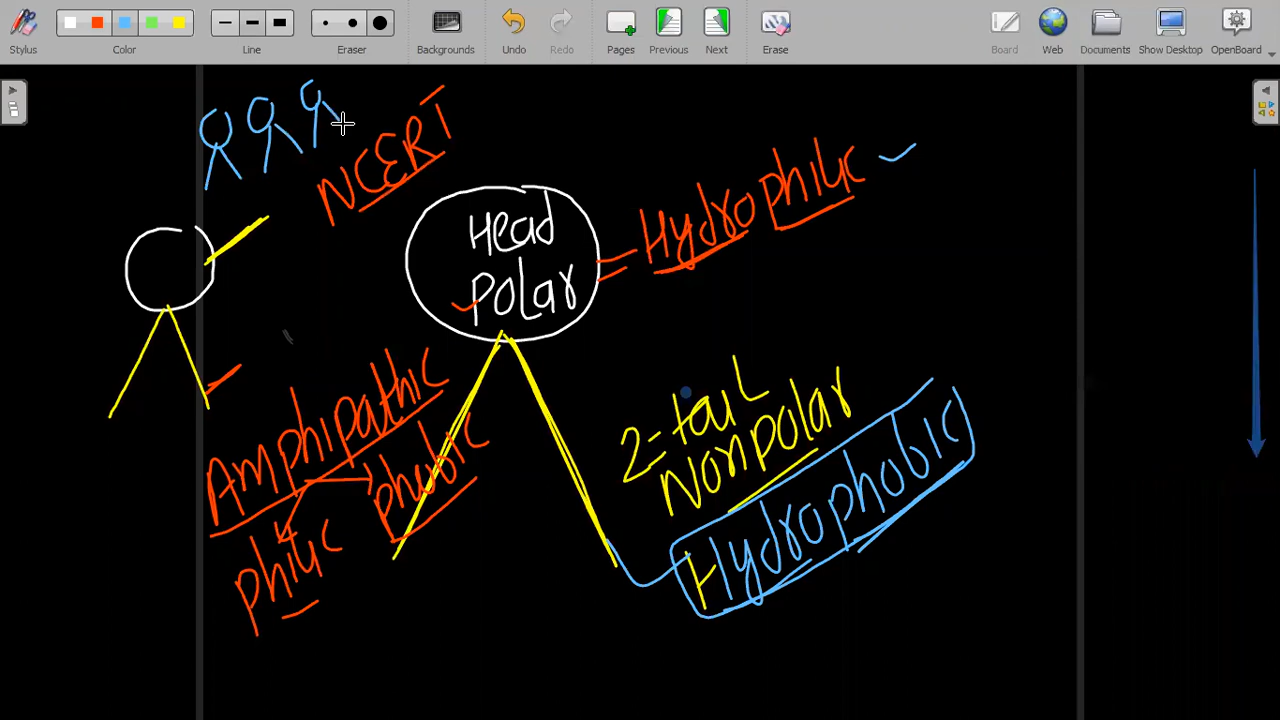 Stylus
Color
Line
Eraser
Backgrounds
Undo
Redo
Pages
Previous
Next
Erase
Board
Web
Documents
Show Desktop
OpenBoard
NCERT
Head
Polar
Hydrophilic
Amphipathic
phobic
philic
2-tail
Nonpolar
Hydrophobic